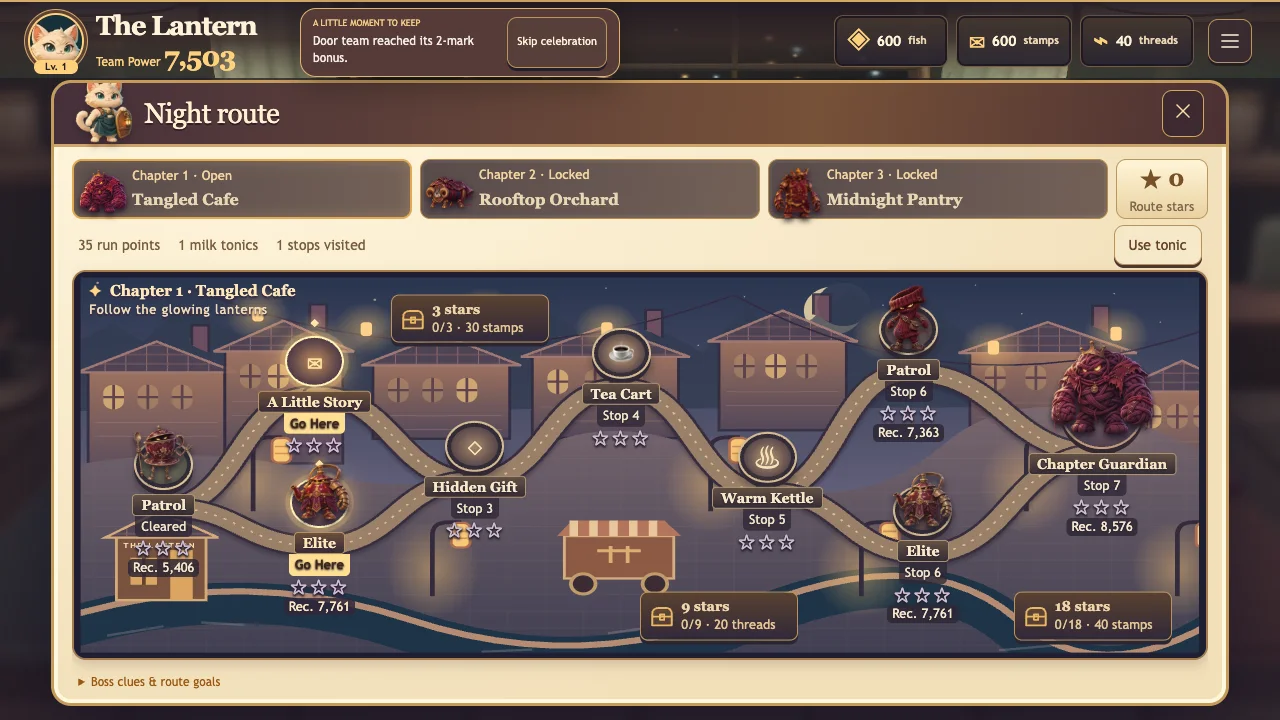 The Lantern
Lv. 1
Team Power 7,503
A LITTLE MOMENT TO KEEP
Door team reached its 2-mark
bonus.
Skip celebration
600 fish
600 stamps
40 threads
Night route
Chapter 1 · Open
Tangled Cafe
Chapter 2 · Locked
Rooftop Orchard
Chapter 3 · Locked
Midnight Pantry
★ 0
Route stars
35 run points
1 milk tonics
1 stops visited
Use tonic
Chapter 1 · Tangled Cafe
Follow the glowing lanterns
3 stars
0/3 · 30 stamps
A Little Story
Go Here
Patrol
Cleared
Rec. 5,406
Elite
Go Here
Rec. 7,761
Hidden Gift
Stop 3
Tea Cart
Stop 4
Warm Kettle
Stop 5
Patrol
Stop 6
Rec. 7,363
Elite
Stop 6
Rec. 7,761
Chapter Guardian
Stop 7
Rec. 8,576
9 stars
0/9 · 20 threads
18 stars
0/18 · 40 stamps
Boss clues & route goals